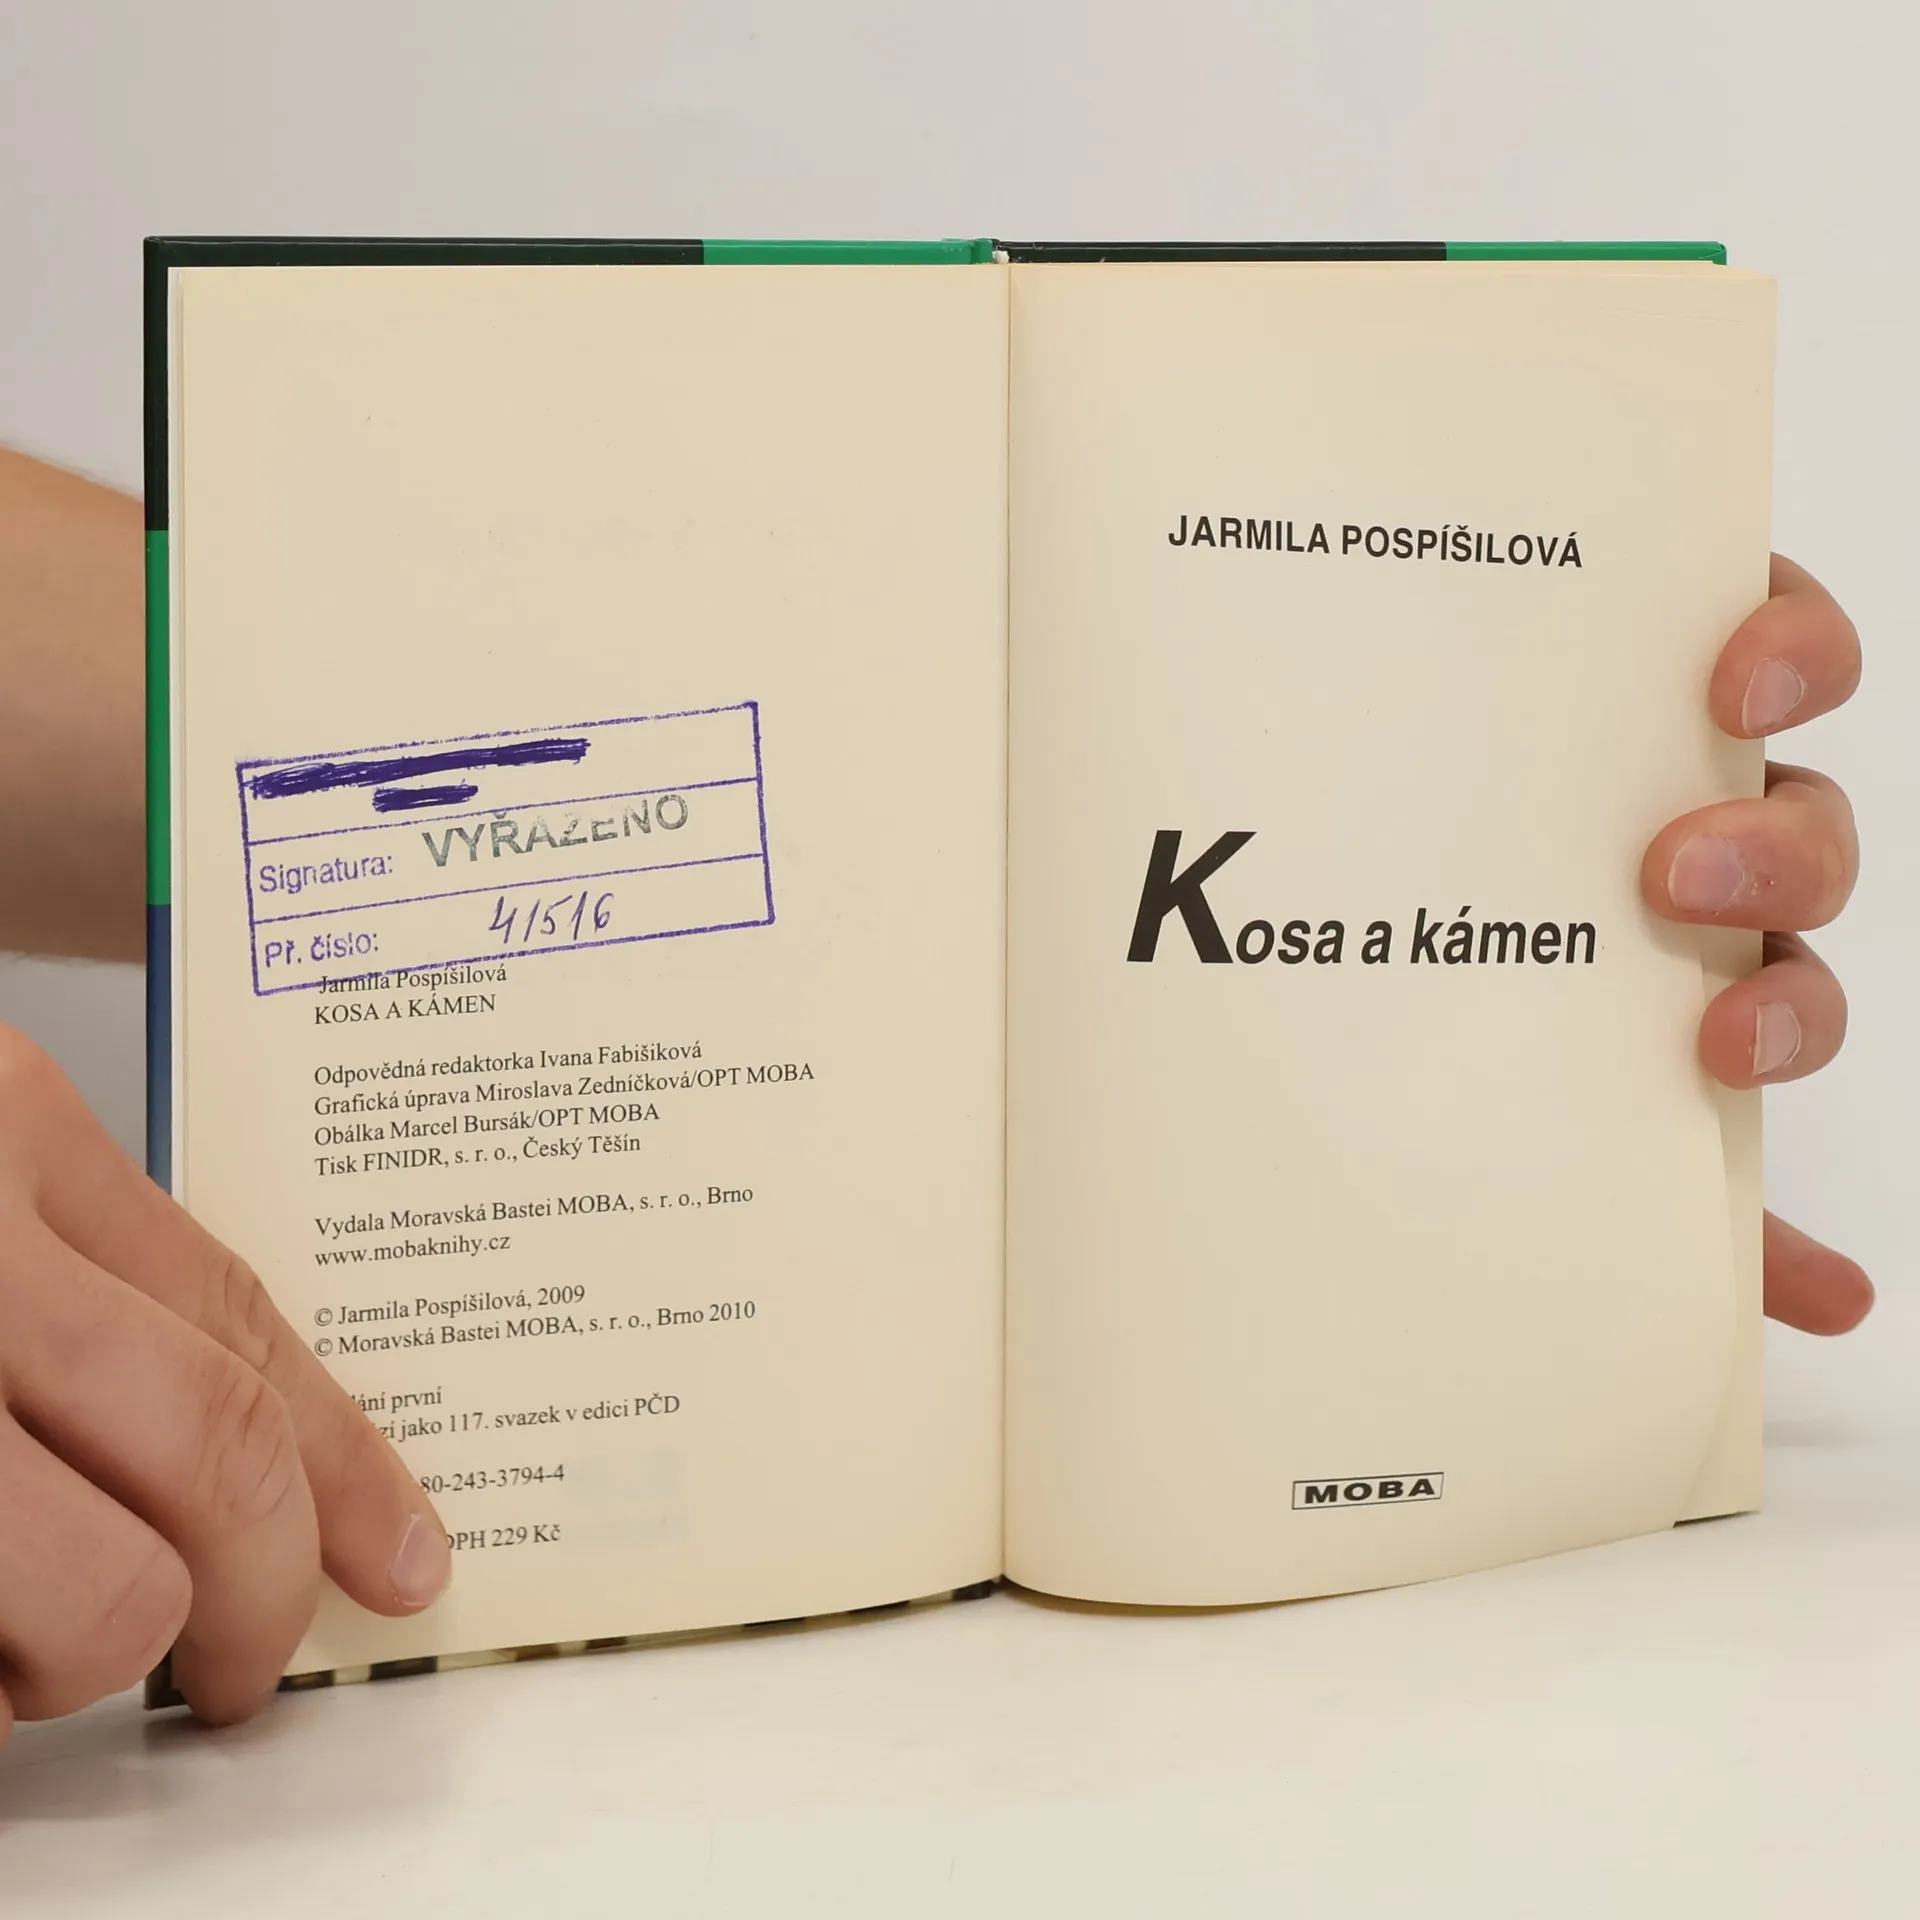 Signatura: VYŘAZENO
Př. číslo: 41516
Jarmila Pospíšilová
KOSA A KÁMEN
Odpovědná redaktorka Ivana Fabišiková
Grafická úprava Miroslava Zedníčková/OPT MOBA
Obálka Marcel Bursák/OPT MOBA
Tisk FINIDR, s. r. o., Český Těšín
Vydala Moravská Bastei MOBA, s. r. o., Brno
www.mobaknihy.cz
© Jarmila Pospíšilová, 2009
© Moravská Bastei MOBA, s. r. o., Brno 2010
první
jako 117. svazek v edici PČD
80-243-3794-4
DPH 229 Kč
JARMILA POSPÍŠILOVÁ
Kosa a kámen
MOBA